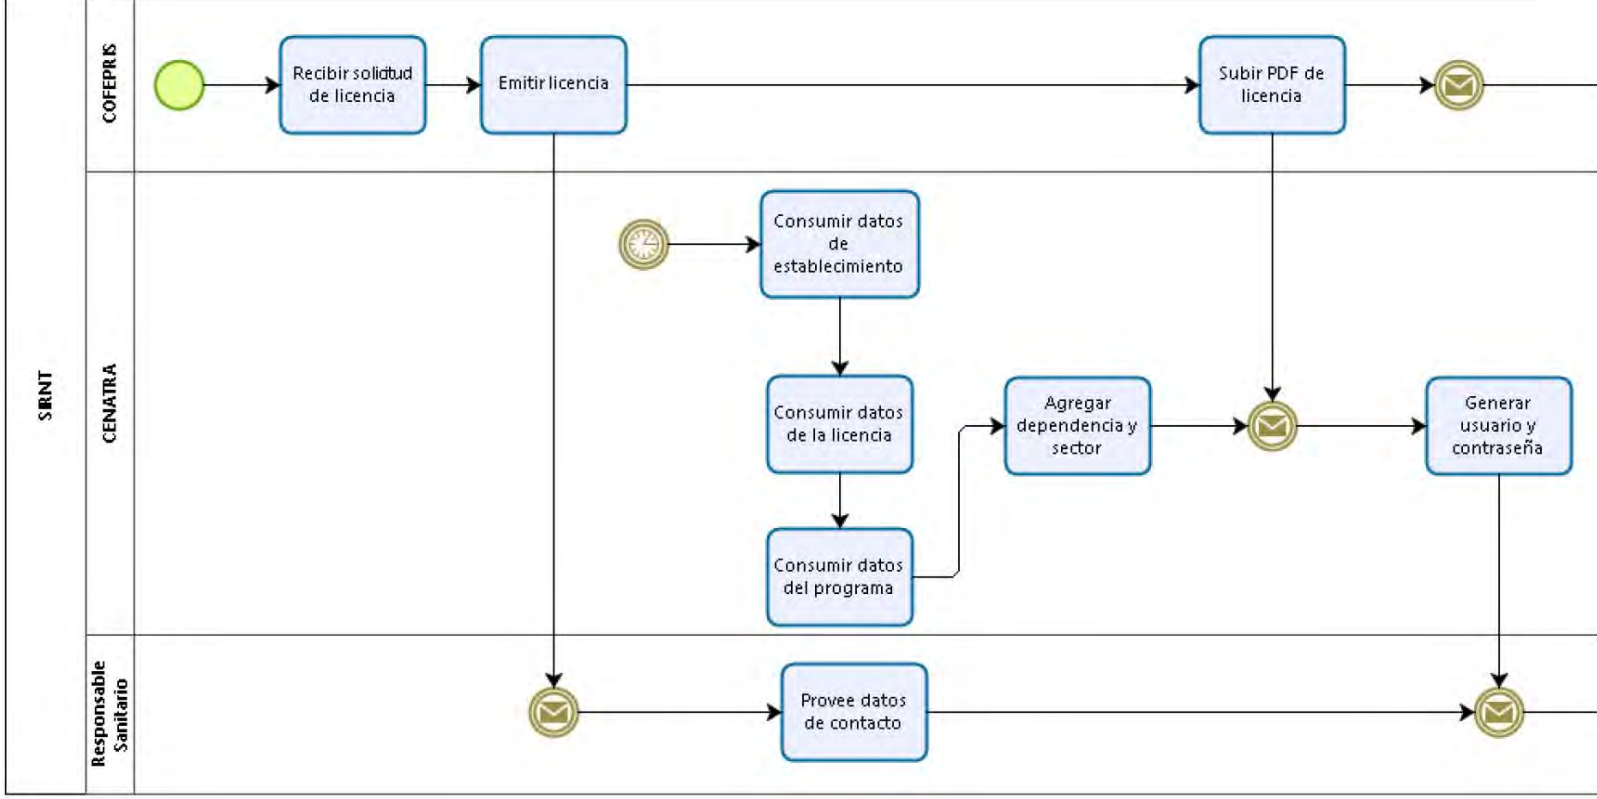 SIRNT
COFEPRIS
Recibir solicitud
de licencia
Emitir licencia
Subir PDF de
licencia
CENATRA
Consumir datos
de
establecimiento
Consumir datos
de la licencia
Consumir datos
del programa
Agregar
dependencia y
sector
Generar
usuario y
contraseña
Responsable
Sanitario
Provee datos
de contacto